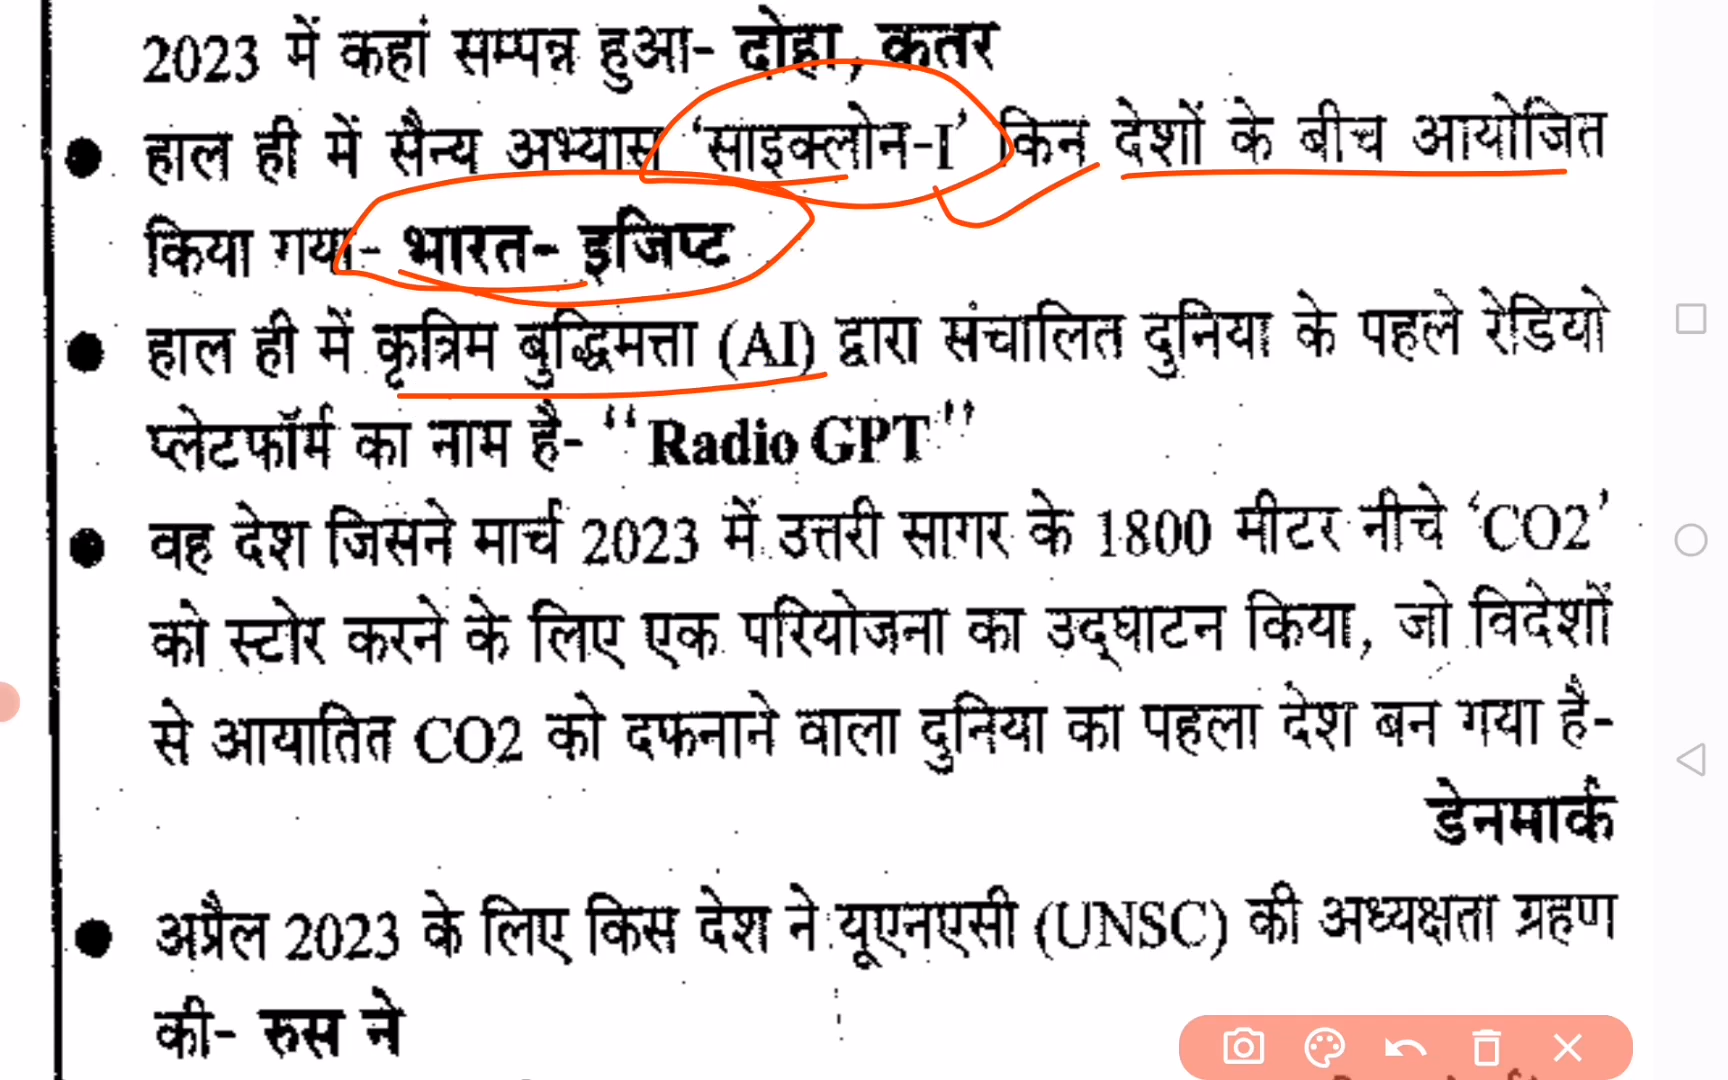 2023 में कहां सम्पन्न हुआ- दोहा, कतर
● हाल ही में सैन्य अभ्यास ‘साइक्लोन-I’ किन देशों के बीच आयोजित
किया गया- भारत- इजिप्ट
● हाल ही में कृत्रिम बुद्धिमत्ता (AI) द्वारा संचालित दुनिया के पहले रेडियो
प्लेटफॉर्म का नाम है- ‘‘Radio GPT’’
● वह देश जिसने मार्च 2023 में उत्तरी सागर के 1800 मीटर नीचे ‘CO2’
को स्टोर करने के लिए एक परियोजना का उद्घाटन किया, जो विदेशों
से आयातित CO2 को दफनाने वाला दुनिया का पहला देश बन गया है-
डेनमार्क
● अप्रैल 2023 के लिए किस देश ने यूएनएसी (UNSC) की अध्यक्षता ग्रहण
की- रुस ने